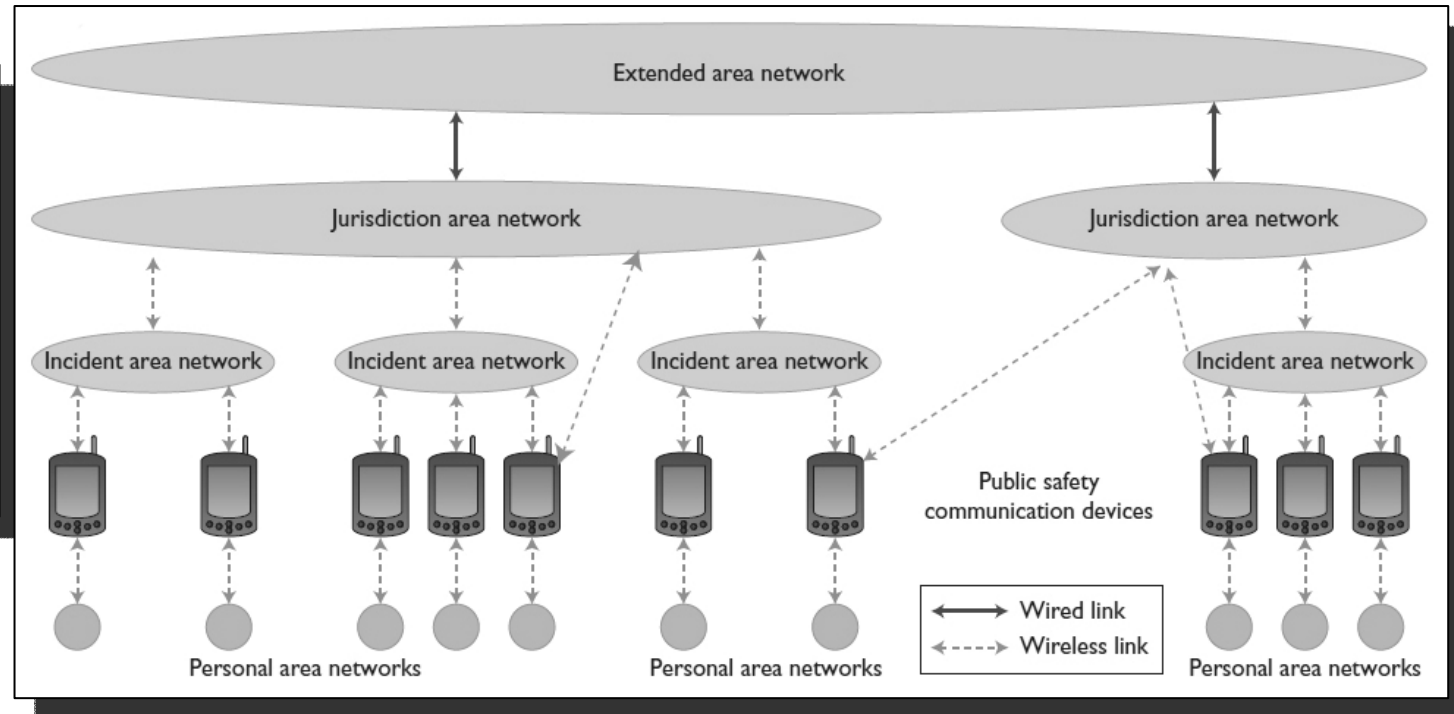 Extended area network
Jurisdiction area network
Jurisdiction area network
Incident area network
Incident area network
Incident area network
Incident area network
Public safety
communication devices
Wired link
Wireless link
Personal area networks
Personal area networks
Personal area networks